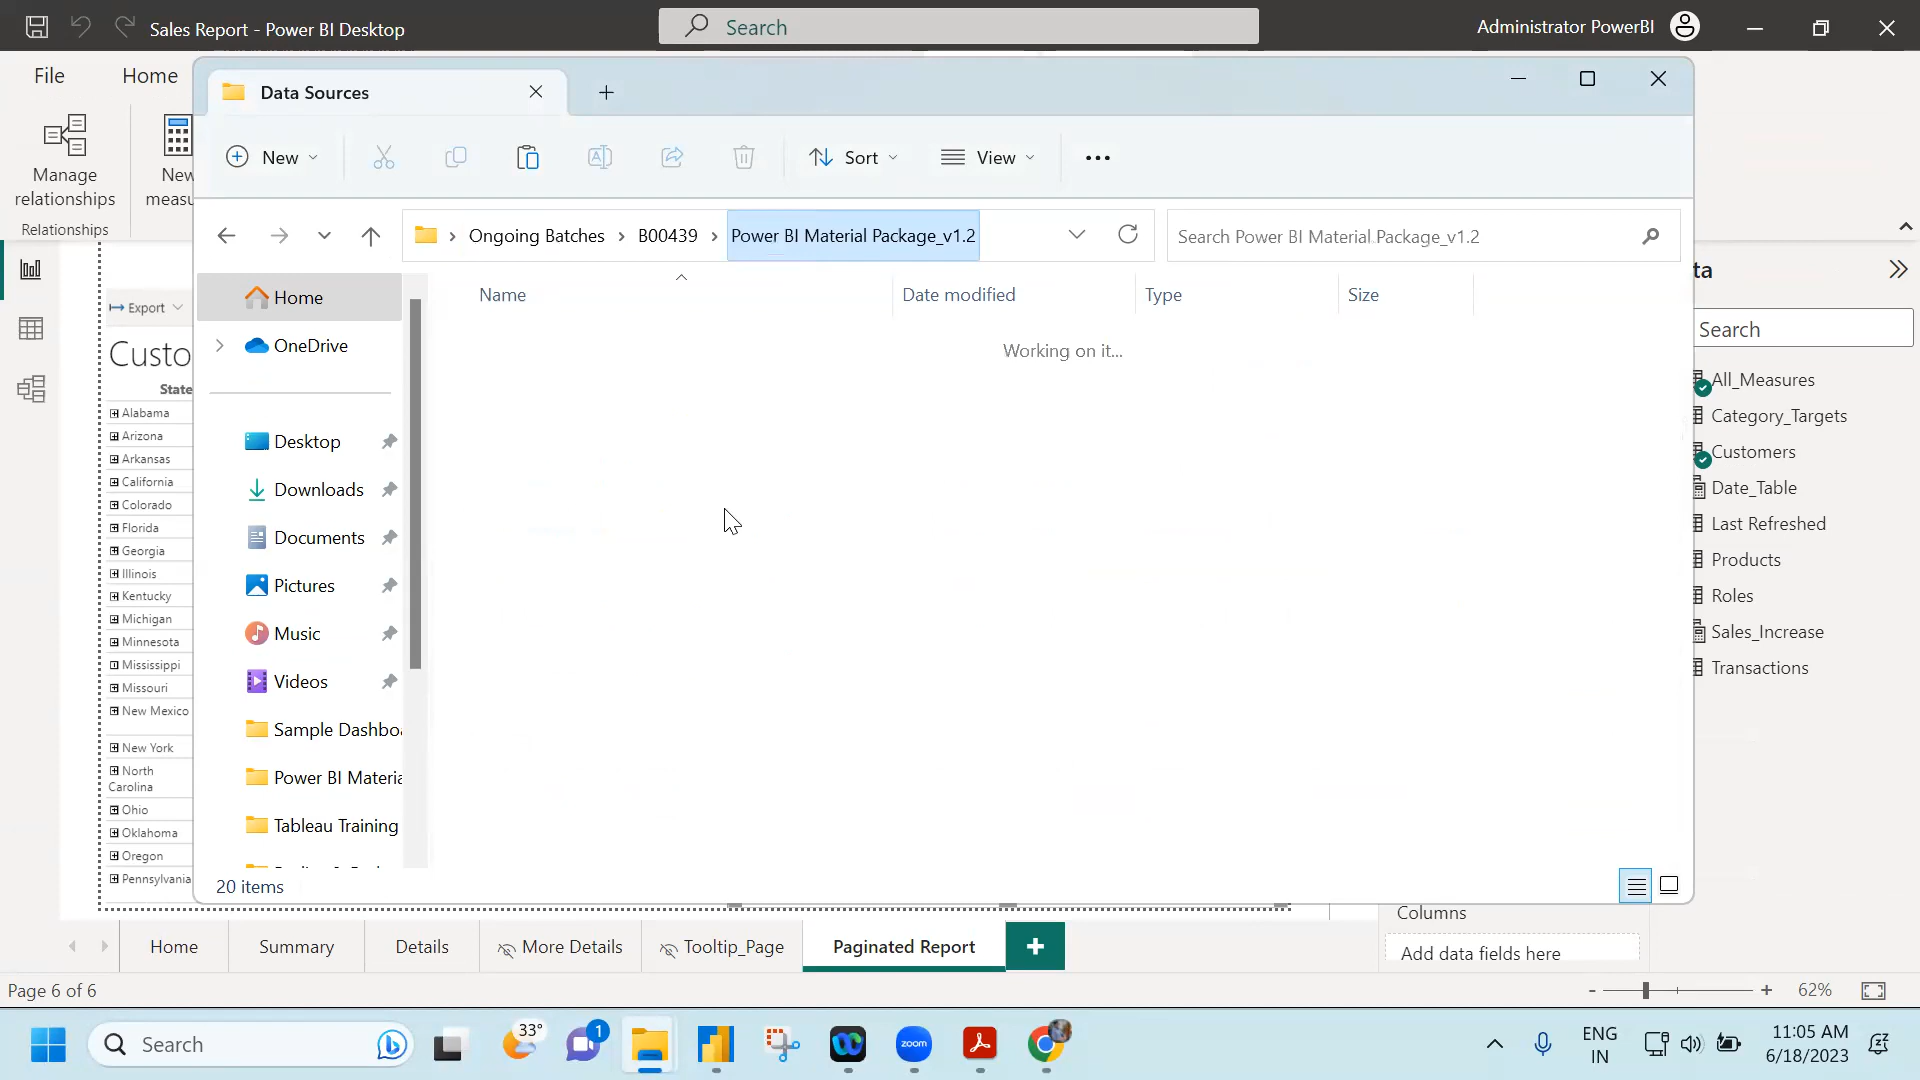 Sales Report - Power BI Desktop
Search
Administrator PowerBI
File
Home
Data Sources
New
Sort
View
Manage
relationships
Relationships
New
measu
Ongoing Batches
B00439
Power BI Material Package_v1.2
Search Power BI Material Package_v1.2
Name
Date modified
Type
Size
Working on it...
Home
OneDrive
Desktop
Downloads
Documents
Pictures
Music
Videos
Sample Dashboa
Power BI Materia
Tableau Training
20 items
Export
Custo
State
Alabama
Arizona
Arkansas
California
Colorado
Florida
Georgia
Illinois
Kentucky
Michigan
Minnesota
Mississippi
Missouri
New Mexico
New York
North
Carolina
Ohio
Oklahoma
Oregon
Pennsylvania
ta
Search
All_Measures
Category_Targets
Customers
Date_Table
Last Refreshed
Products
Roles
Sales_Increase
Transactions
Columns
Add data fields here
Home
Summary
Details
More Details
Tooltip_Page
Paginated Report
Page 6 of 6
62%
Search
33°
1
zoom
ENG
IN
11:05 AM
6/18/2023